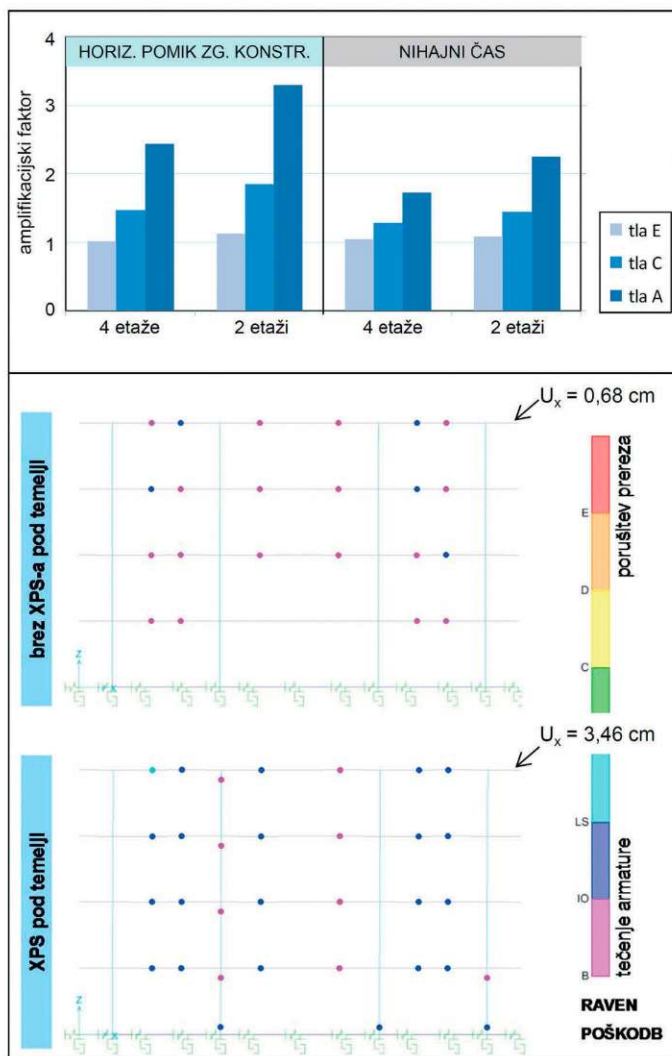 4
HORIZ. POMIK ZG. KONSTR.
NIHAJNI ČAS
amplifikacijski faktor
3
2
1
0
4 etaže
2 etaži
4 etaže
2 etaži
tla E
tla C
tla A
brez XPS-a pod temelji
Ux = 0,68 cm
Z
X
E
D
C
porušitev prereza
XPS pod temelji
Ux = 3,46 cm
Z
X
LS
IO
B
tečenje armature
RAVEN
POŠKODB